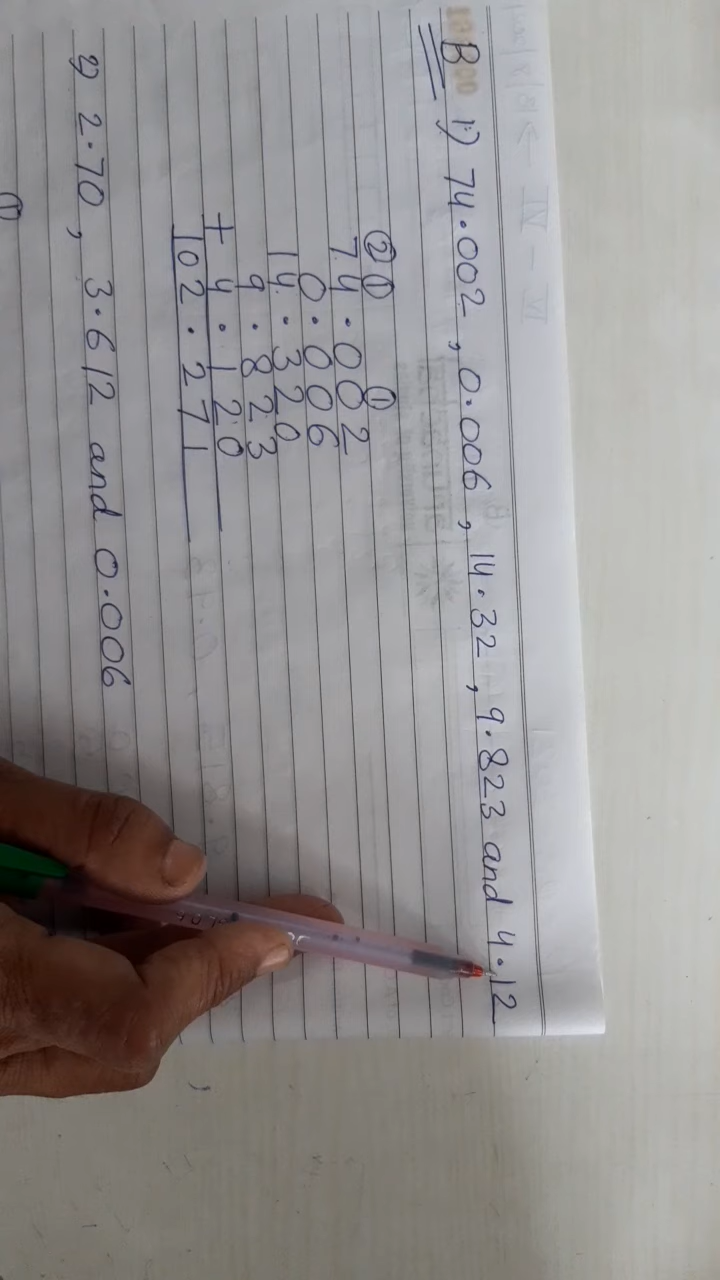 B 1) 74.002, 0.006, 14.32, 9.823 and 4.12
② ① ①
74.002
0.006
14.320
9.823
+ 4.120
102.271
2) 2.70, 3.612 and 0.006
①